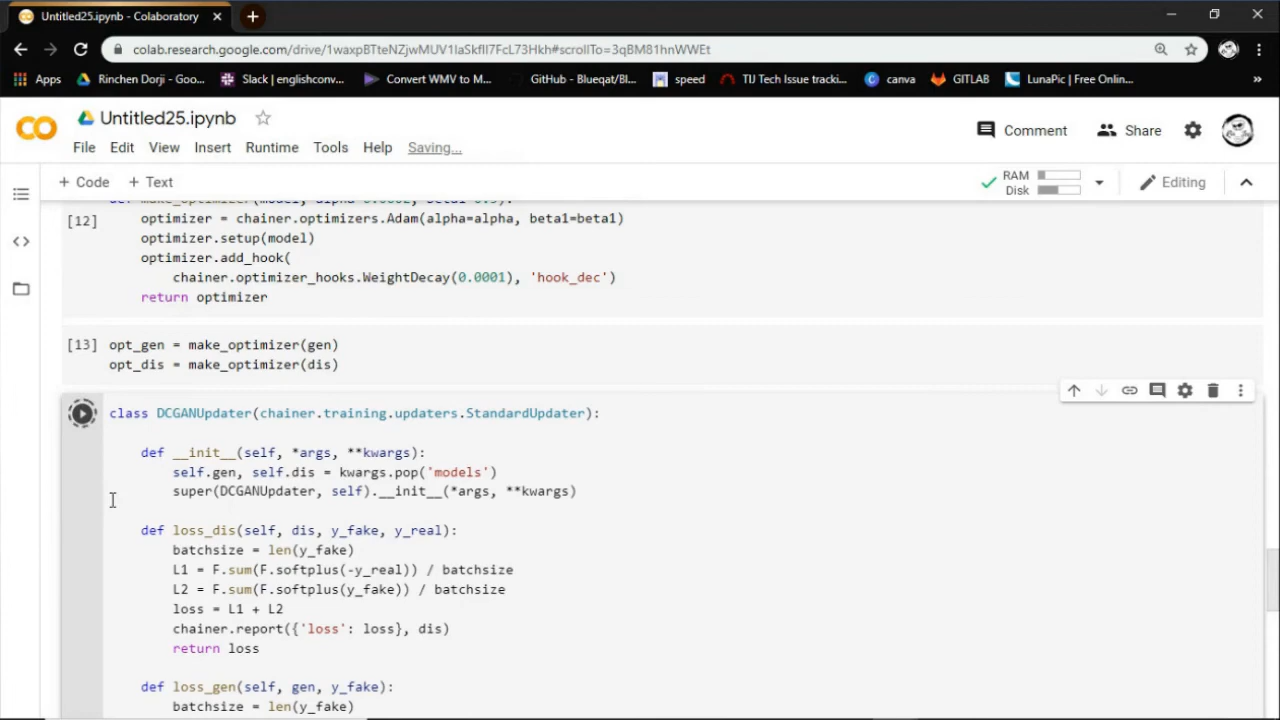 Untitled25.ipynb - Colaboratory
colab.research.google.com/drive/1waxpBTteNZjwMUV1IaSkfIl7FcL73Hkh#scrollTo=3qBM81hnWWEt
Apps Rinchen Dorji - Goo... Slack | englishconv... Convert WMV to M... GitHub - Blueqat/Bl... speed TIJ Tech Issue tracki... canva GITLAB LunaPic | Free Onlin... »
Untitled25.ipynb
Comment Share
File Edit View Insert Runtime Tools Help Saving...
+ Code + Text
RAM
Disk
Editing
[12]
optimizer = chainer.optimizers.Adam(alpha=alpha, beta1=beta1)
optimizer.setup(model)
optimizer.add_hook(
chainer.optimizer_hooks.WeightDecay(0.0001), 'hook_dec')
return optimizer
[13] opt_gen = make_optimizer(gen)
opt_dis = make_optimizer(dis)
class DCGANUpdater(chainer.training.updaters.StandardUpdater):
def __init__(self, *args, **kwargs):
self.gen, self.dis = kwargs.pop('models')
super(DCGANUpdater, self).__init__(*args, **kwargs)
def loss_dis(self, dis, y_fake, y_real):
batchsize = len(y_fake)
L1 = F.sum(F.softplus(-y_real)) / batchsize
L2 = F.sum(F.softplus(y_fake)) / batchsize
loss = L1 + L2
chainer.report({'loss': loss}, dis)
return loss
def loss_gen(self, gen, y_fake):
batchsize = len(y_fake)